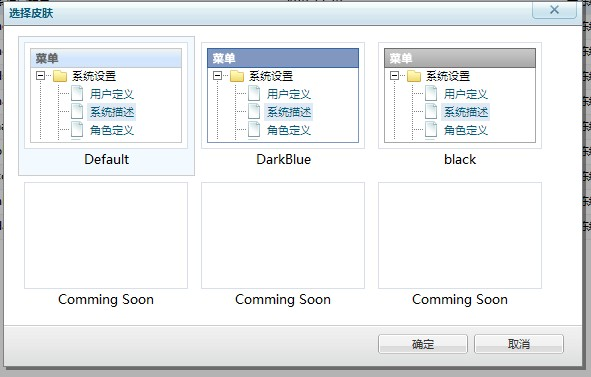 选择皮肤
菜单
系统设置
用户定义
系统描述
角色定义
Default
菜单
系统设置
用户定义
系统描述
角色定义
DarkBlue
菜单
系统设置
用户定义
系统描述
角色定义
black
Comming Soon
Comming Soon
Comming Soon
确定
取消